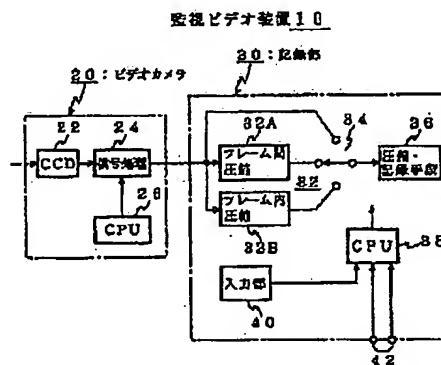 監視ビデオ装置10
20:ビデオカメラ
30:記録部
22
24
CCD
信号処理
26
CPU
32A
フレーム間
圧縮
34
36
圧縮・
記録手段
32
フレーム内
圧縮
32B
CPU
38
入力部
40
42